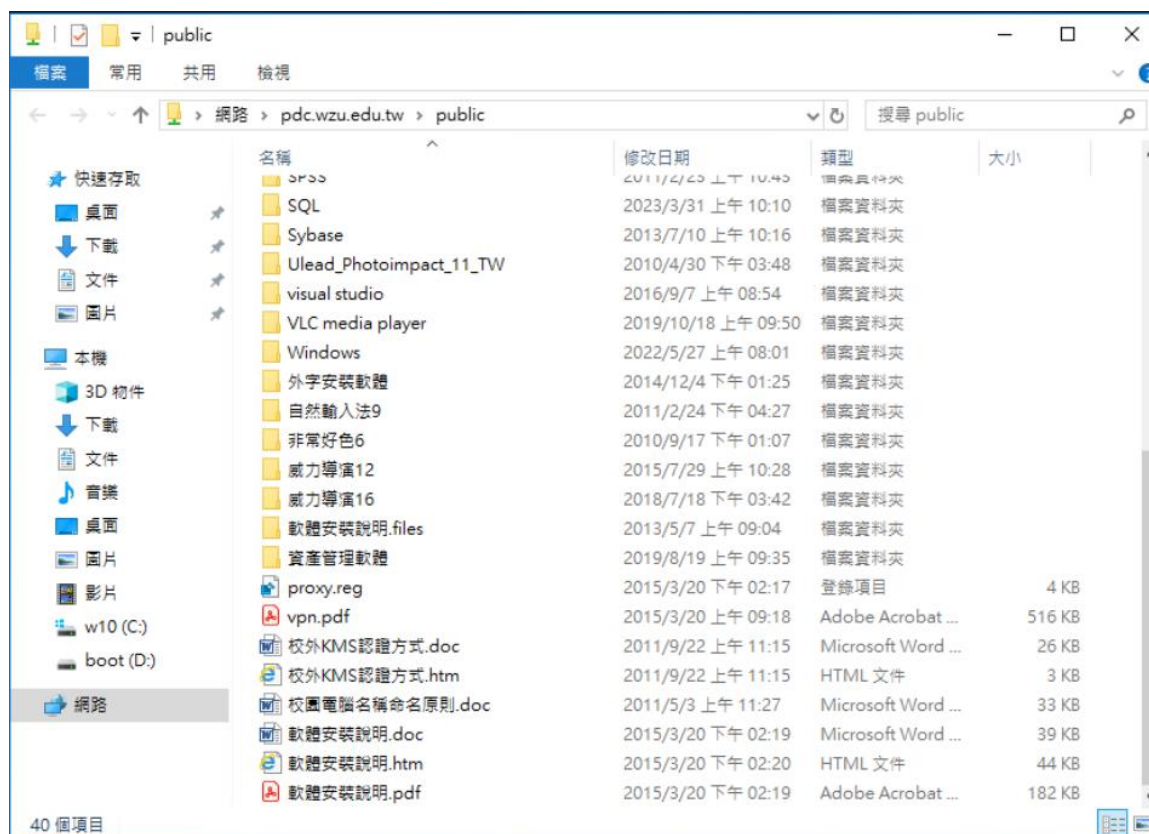 public
檔案 常用 共用 檢視
網路 > pdc.wzu.edu.tw > public 搜尋 public
名稱 修改日期 類型 大小
快速存取
桌面
下載
文件
圖片
本機
3D 物件
下載
文件
音樂
桌面
圖片
影片
w10 (C:)
boot (D:)
網路
SPSS 2011/2/25 上午 10:45 檔案資料夾
SQL 2023/3/31 上午 10:10 檔案資料夾
Sybase 2013/7/10 上午 10:16 檔案資料夾
Ulead_Photoimpact_11_TW 2010/4/30 下午 03:48 檔案資料夾
visual studio 2016/9/7 上午 08:54 檔案資料夾
VLC media player 2019/10/18 上午 09:50 檔案資料夾
Windows 2022/5/27 上午 08:01 檔案資料夾
外字安裝軟體 2014/12/4 下午 01:25 檔案資料夾
自然輸入法9 2011/2/24 下午 04:27 檔案資料夾
非常好色6 2010/9/17 下午 01:07 檔案資料夾
威力導演12 2015/7/29 上午 10:28 檔案資料夾
威力導演16 2018/7/18 下午 03:42 檔案資料夾
軟體安裝說明.files 2013/5/7 上午 09:04 檔案資料夾
資產管理軟體 2019/8/19 上午 09:35 檔案資料夾
proxy.reg 2015/3/20 下午 02:17 登錄項目 4 KB
vpn.pdf 2015/3/20 上午 09:18 Adobe Acrobat ... 516 KB
校外KMS認證方式.doc 2011/9/22 上午 11:15 Microsoft Word ... 26 KB
校外KMS認證方式.htm 2011/9/22 上午 11:15 HTML 文件 3 KB
校園電腦名稱命名原則.doc 2011/5/3 上午 11:27 Microsoft Word ... 33 KB
軟體安裝說明.doc 2015/3/20 下午 02:19 Microsoft Word ... 39 KB
軟體安裝說明.htm 2015/3/20 下午 02:20 HTML 文件 44 KB
軟體安裝說明.pdf 2015/3/20 下午 02:19 Adobe Acrobat ... 182 KB
40 個項目